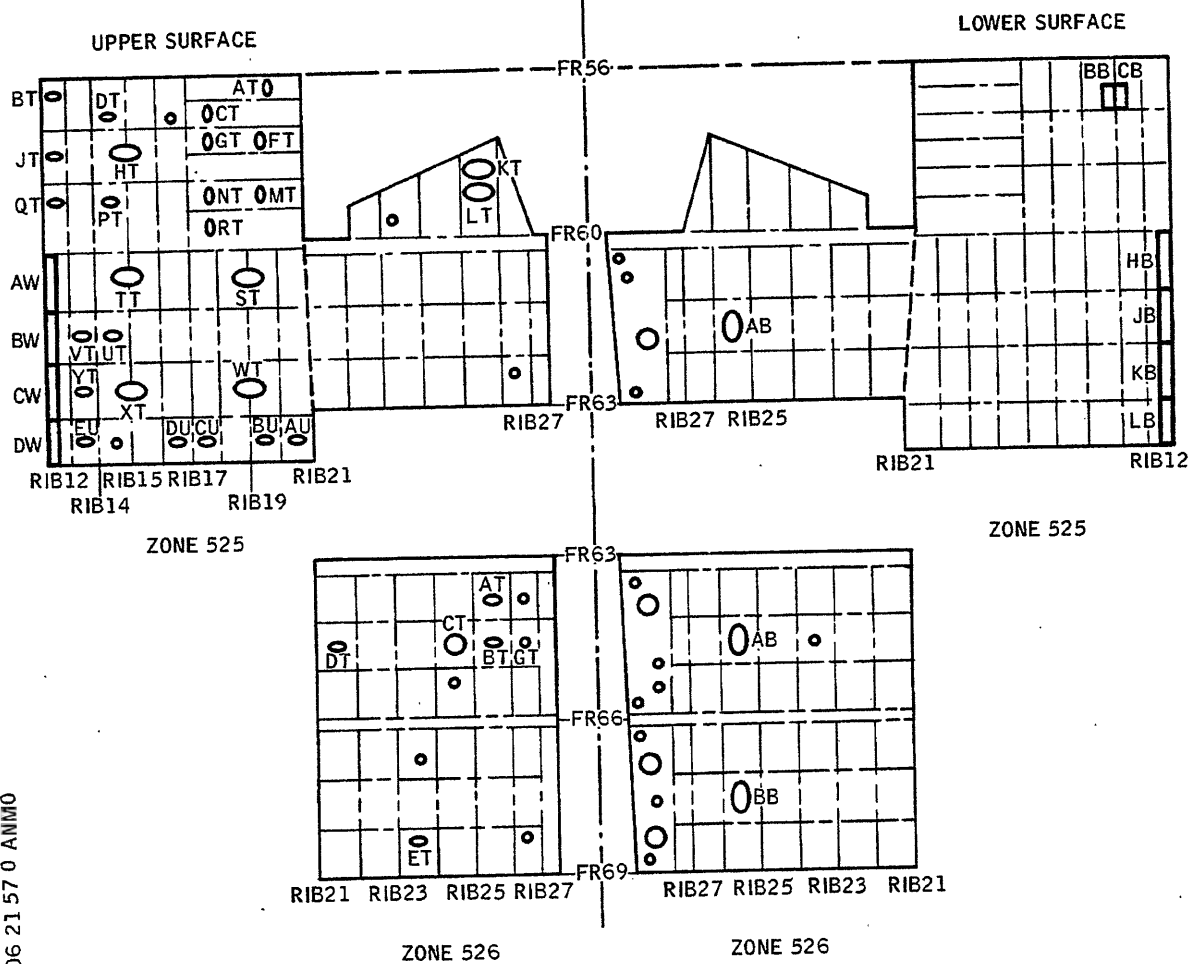 UPPER SURFACE
LOWER SURFACE
FR56
BT
DT
AT
CT
BB CB
JT
HT
GT
FT
KT
QT
PT
NT
MT
LT
RT
FR60
AW
TT
ST
HB
BW
VT
UT
AB
JB
YT
WT
CW
XT
KB
FR63
EU
DU
CU
BU
AU
DW
LB
RIB27
RIB27
RIB25
RIB12
RIB15
RIB17
RIB21
RIB21
RIB12
RIB14
RIB19
ZONE 525
ZONE 525
FR63
AT
CT
DT
BT
GT
AB
FR66
BB
ET
FR69
RIB21
RIB23
RIB25
RIB27
RIB27
RIB25
RIB23
RIB21
ZONE 526
ZONE 526
06 21 57 0 ANM0